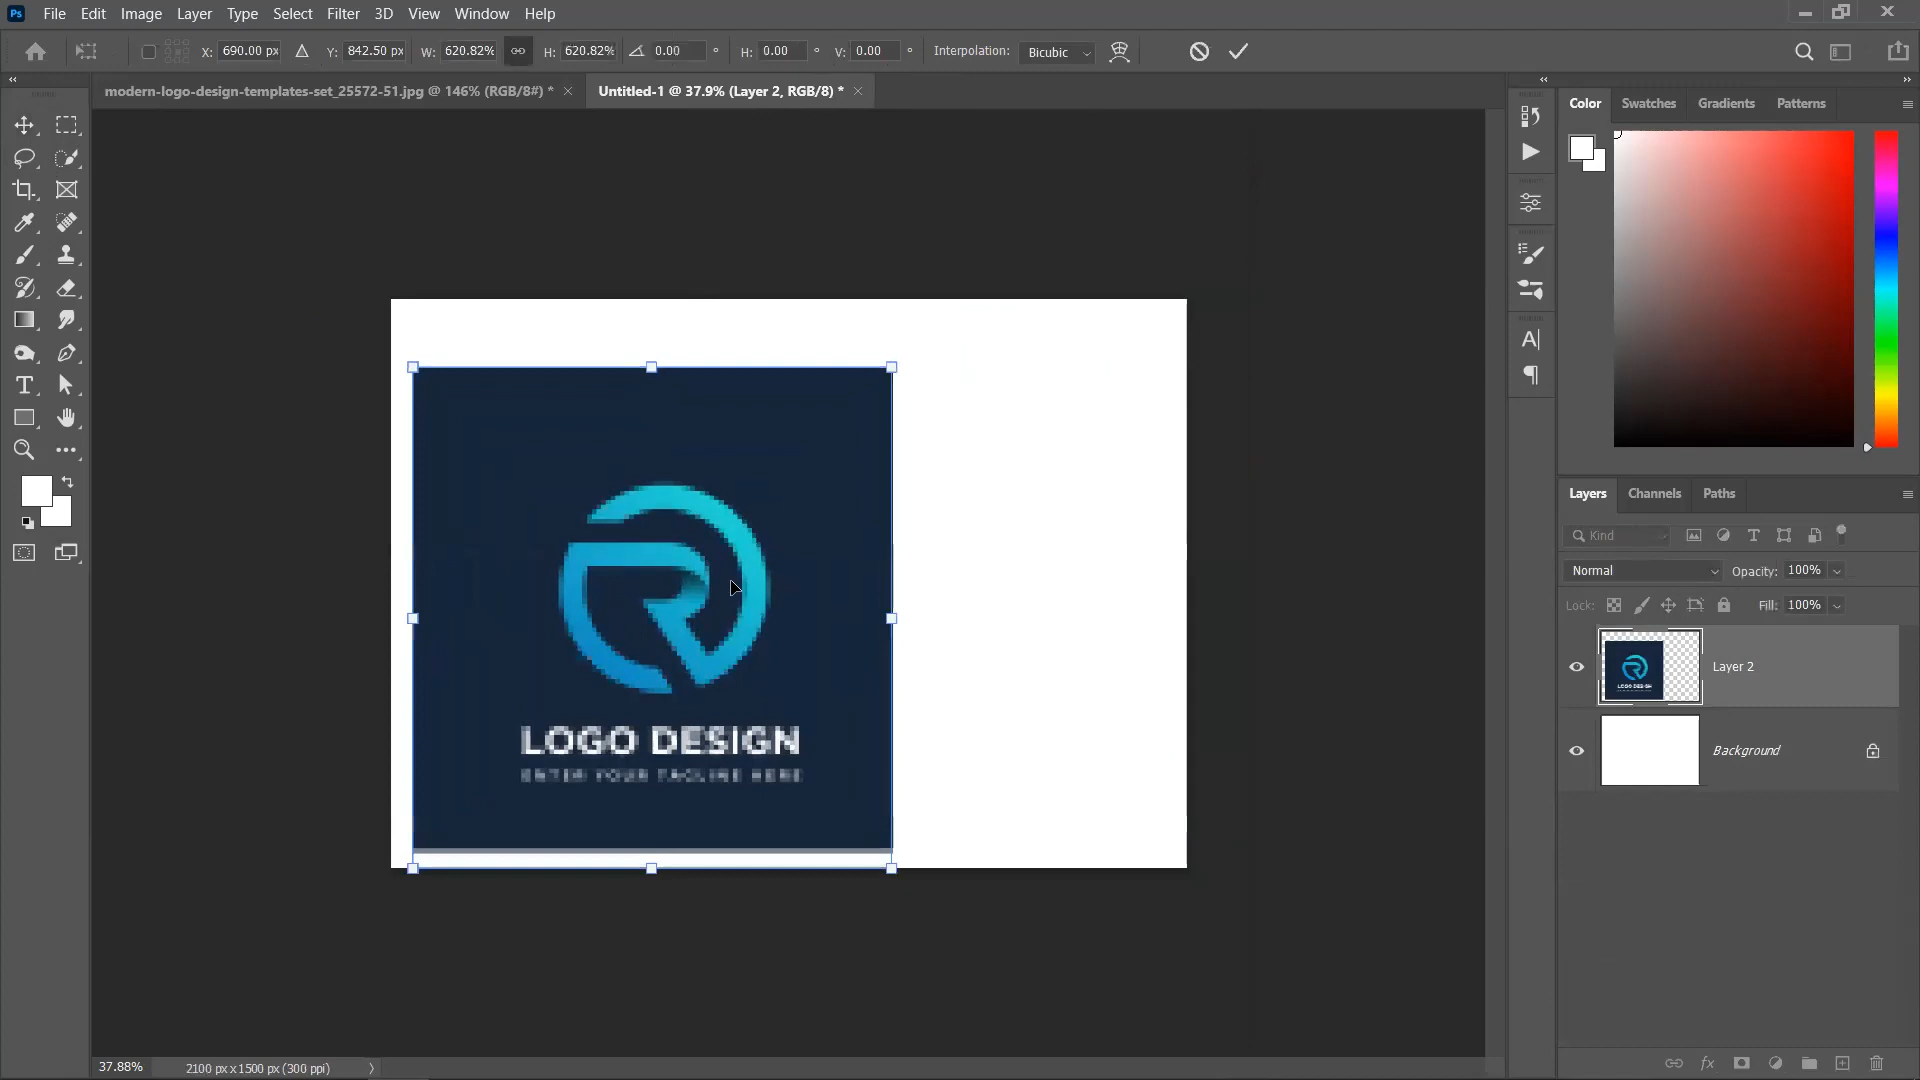 Ps File Edit Image Layer Type Select Filter 3D View Window Help
X: 690.00 px Y: 842.50 px W: 620.82% H: 620.82% 0.00 ° H: 0.00 ° V: 0.00 ° Interpolation: Bicubic
modern-logo-design-templates-set_25572-51.jpg @ 146% (RGB/8#) * Untitled-1 @ 37.9% (Layer 2, RGB/8) *
Color Swatches Gradients Patterns
LOGO DESIGN
ENTER YOUR TAGLINE HERE
Layers Channels Paths
Kind
Normal Opacity: 100%
Lock: Fill: 100%
LOGO DESIGN
Layer 2
Background
fx
37.88% 2100 px x 1500 px (300 ppi)